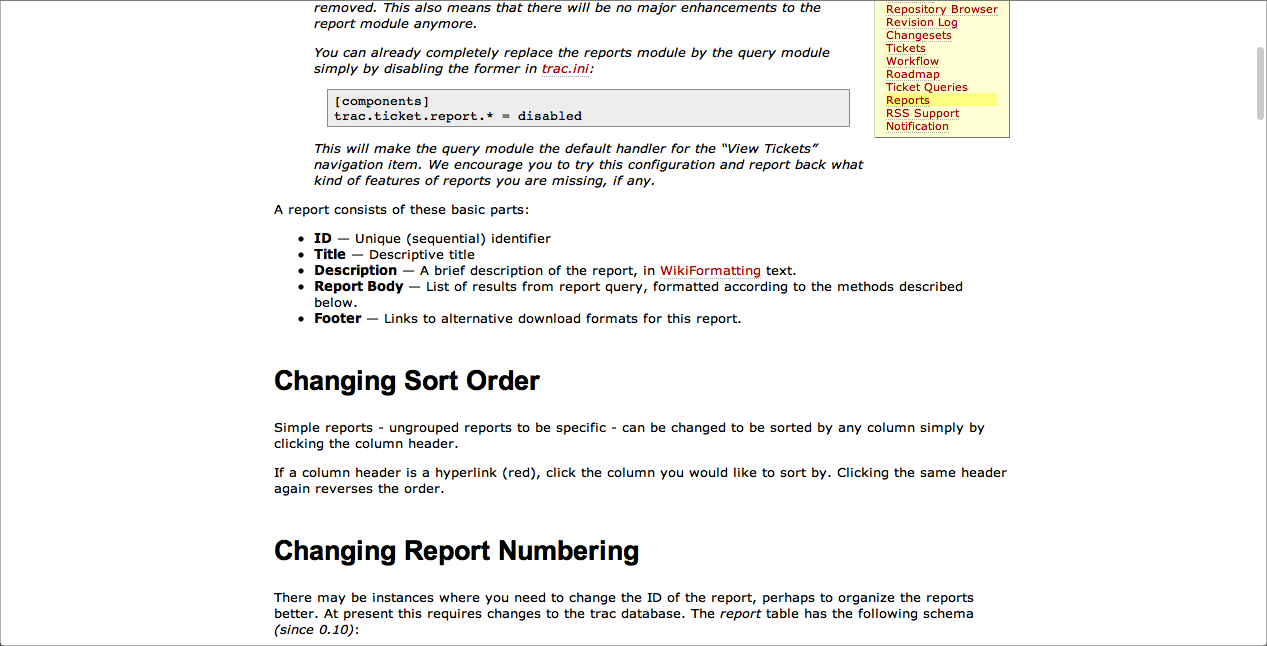 removed. This also means that there will be no major enhancements to the
report module anymore.
You can already completely replace the reports module by the query module
simply by disabling the former in trac.ini:
[components]
trac.ticket.report.* = disabled
This will make the query module the default handler for the “View Tickets”
navigation item. We encourage you to try this configuration and report back what
kind of features of reports you are missing, if any.
Repository Browser
Revision Log
Changesets
Tickets
Workflow
Roadmap
Ticket Queries
Reports
RSS Support
Notification
A report consists of these basic parts:
• ID — Unique (sequential) identifier
• Title — Descriptive title
• Description — A brief description of the report, in WikiFormatting text.
• Report Body — List of results from report query, formatted according to the methods described
below.
• Footer — Links to alternative download formats for this report.
Changing Sort Order
Simple reports - ungrouped reports to be specific - can be changed to be sorted by any column simply by
clicking the column header.
If a column header is a hyperlink (red), click the column you would like to sort by. Clicking the same header
again reverses the order.
Changing Report Numbering
There may be instances where you need to change the ID of the report, perhaps to organize the reports
better. At present this requires changes to the trac database. The report table has the following schema
(since 0.10):